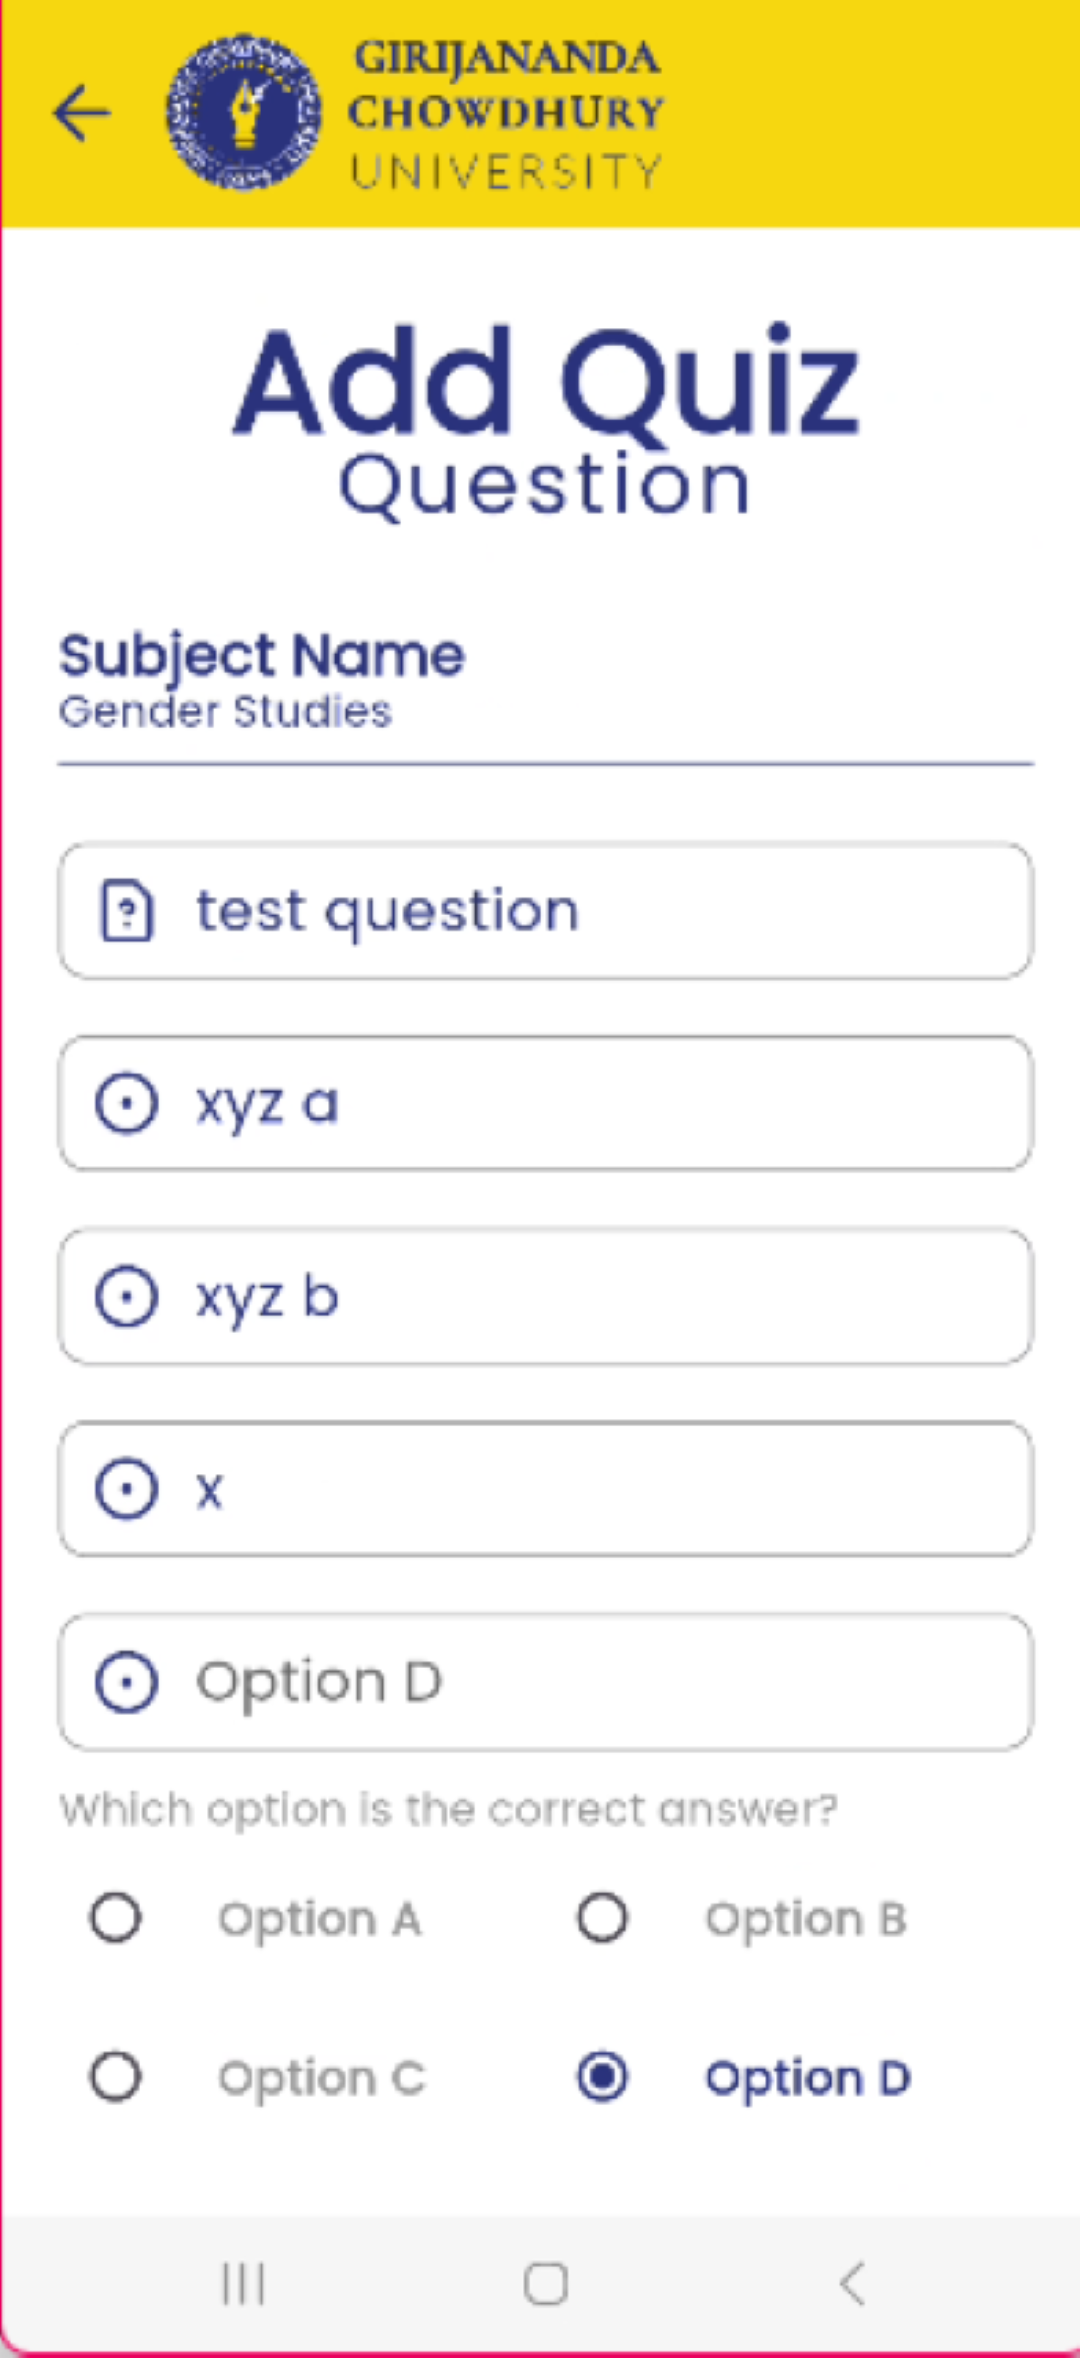 GIRIJANANDA
CHOWDHURY
UNIVERSITY
Add Quiz
Question
Subject Name
Gender Studies
test question
xyz a
xyz b
x
Option D
Which option is the correct answer?
Option A
Option B
Option C
Option D